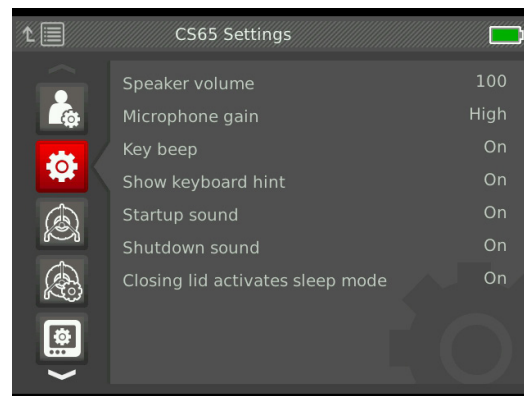 CS65 Settings
Speaker volume 100
Microphone gain High
Key beep On
Show keyboard hint On
Startup sound On
Shutdown sound On
Closing lid activates sleep mode On